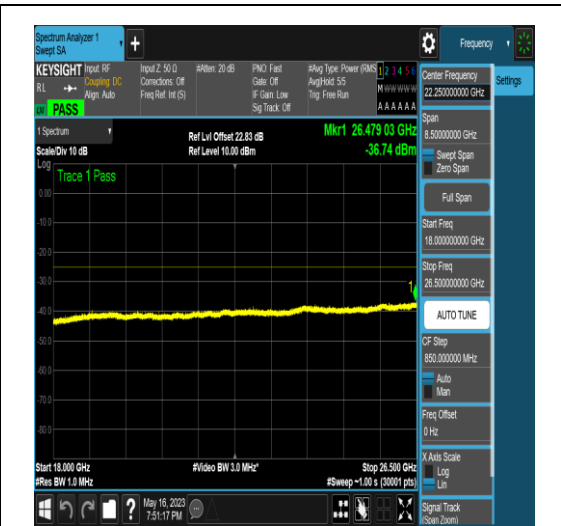 Spectrum Analyzer 1
Swept SA
+
Frequency
KEYSIGHT
RL
PASS
Input: RF
Coupling: DC
Align: Auto
Input Z: 50 Ω
Corrections: Off
Freq Ref: Int (S)
#Atten: 20 dB
PNO: Fast
Gate: Off
IF Gain: Low
Sig Track: Off
#Avg Type: Power (RMS
Avg|Hold: 5/5
Trig: Free Run
1 2 3 4 5 6
M W W W W W
A A A A A A
1 Spectrum
Scale/Div 10 dB
Ref Lvl Offset 22.83 dB
Ref Level 10.00 dBm
Mkr1 26.479 03 GHz
-36.74 dBm
Log
Trace 1 Pass
0.00
-10.0
-20.0
-30.0
-40.0
-50.0
-60.0
-70.0
-80.0
1
Start 18.000 GHz
#Res BW 1.0 MHz
#Video BW 3.0 MHz*
Stop 26.500 GHz
#Sweep ~1.00 s (30001 pts)
?
May 16, 2023
7:51:17 PM
Center Frequency
22.250000000 GHz
Settings
Span
8.50000000 GHz
Swept Span
Zero Span
Full Span
Start Freq
18.000000000 GHz
Stop Freq
26.500000000 GHz
AUTO TUNE
CF Step
850.000000 MHz
Auto
Man
Freq Offset
0 Hz
X Axis Scale
Log
Lin
Signal Track
(Span Zoom)